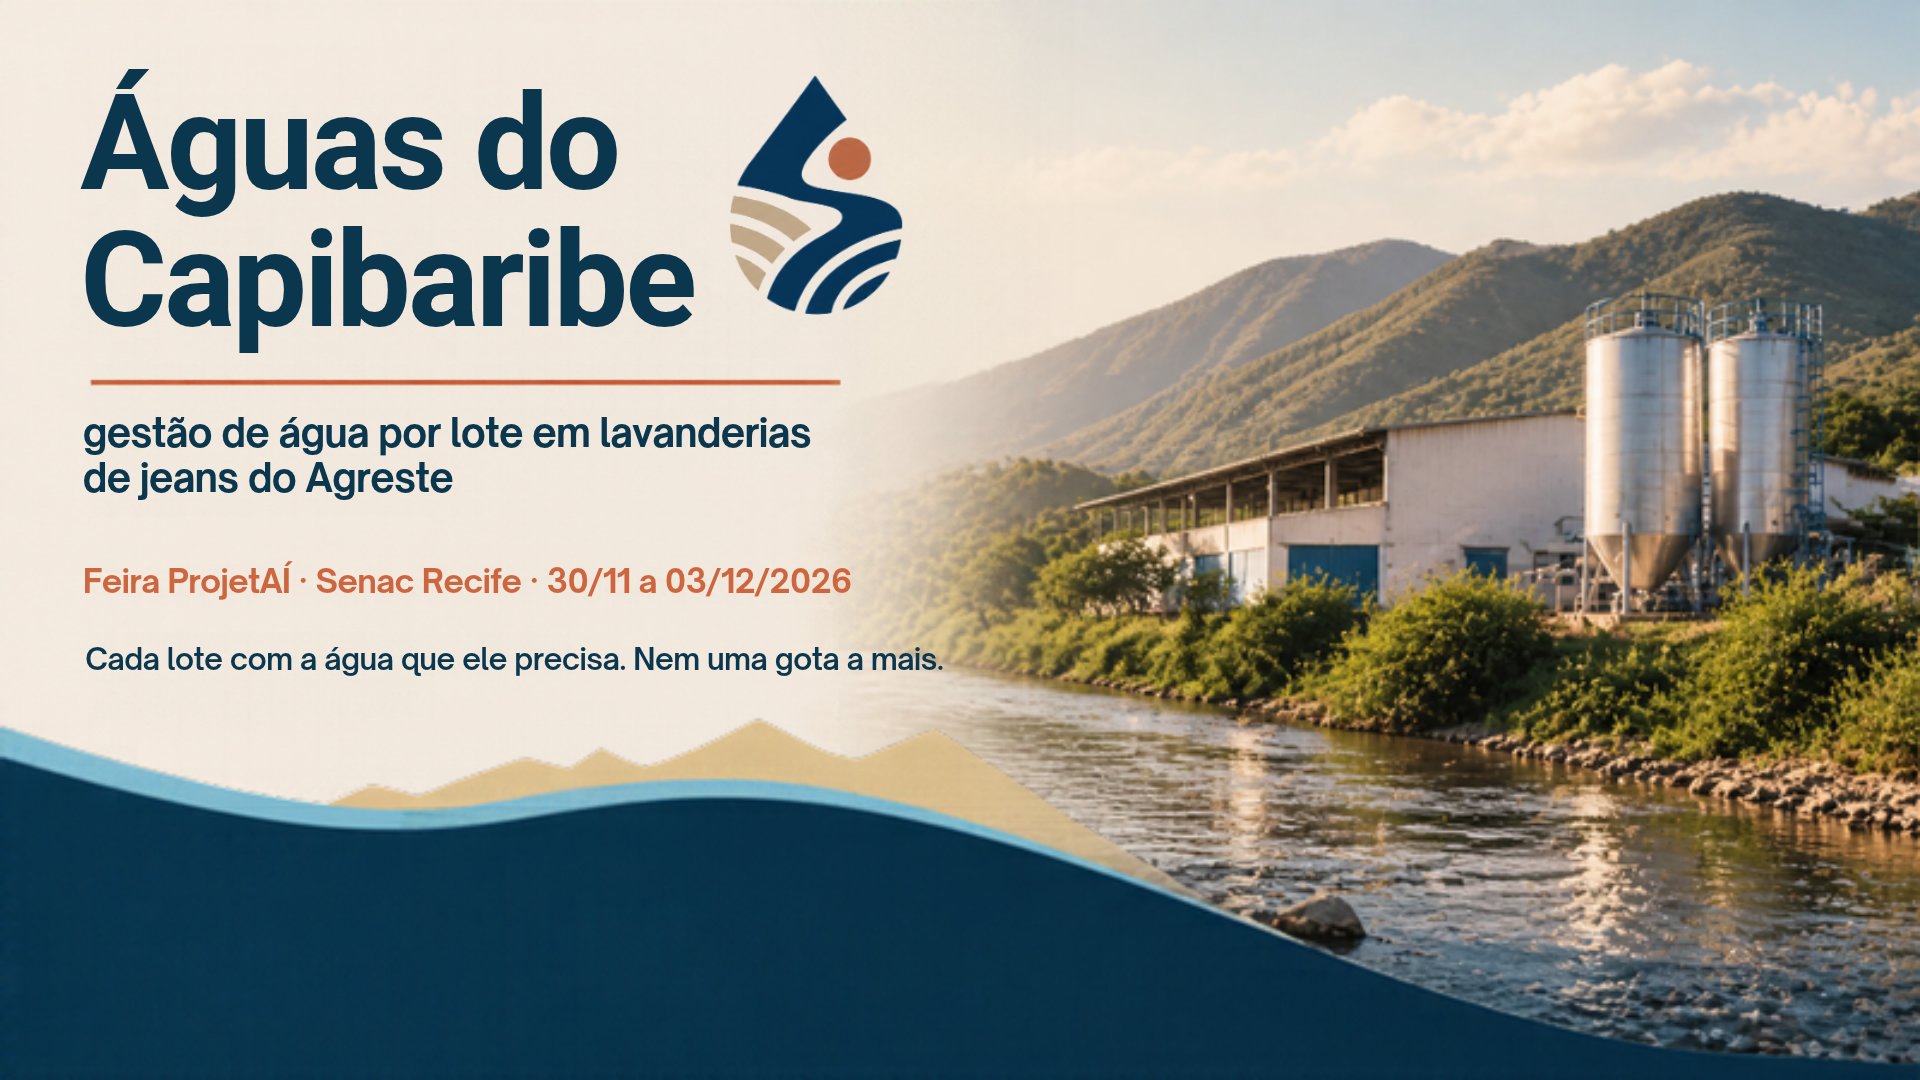 Águas do
Capibaribe
gestão de água por lote em lavanderias
de jeans do Agreste
Feira ProjetAÍ · Senac Recife · 30/11 a 03/12/2026
Cada lote com a água que ele precisa. Nem uma gota a mais.